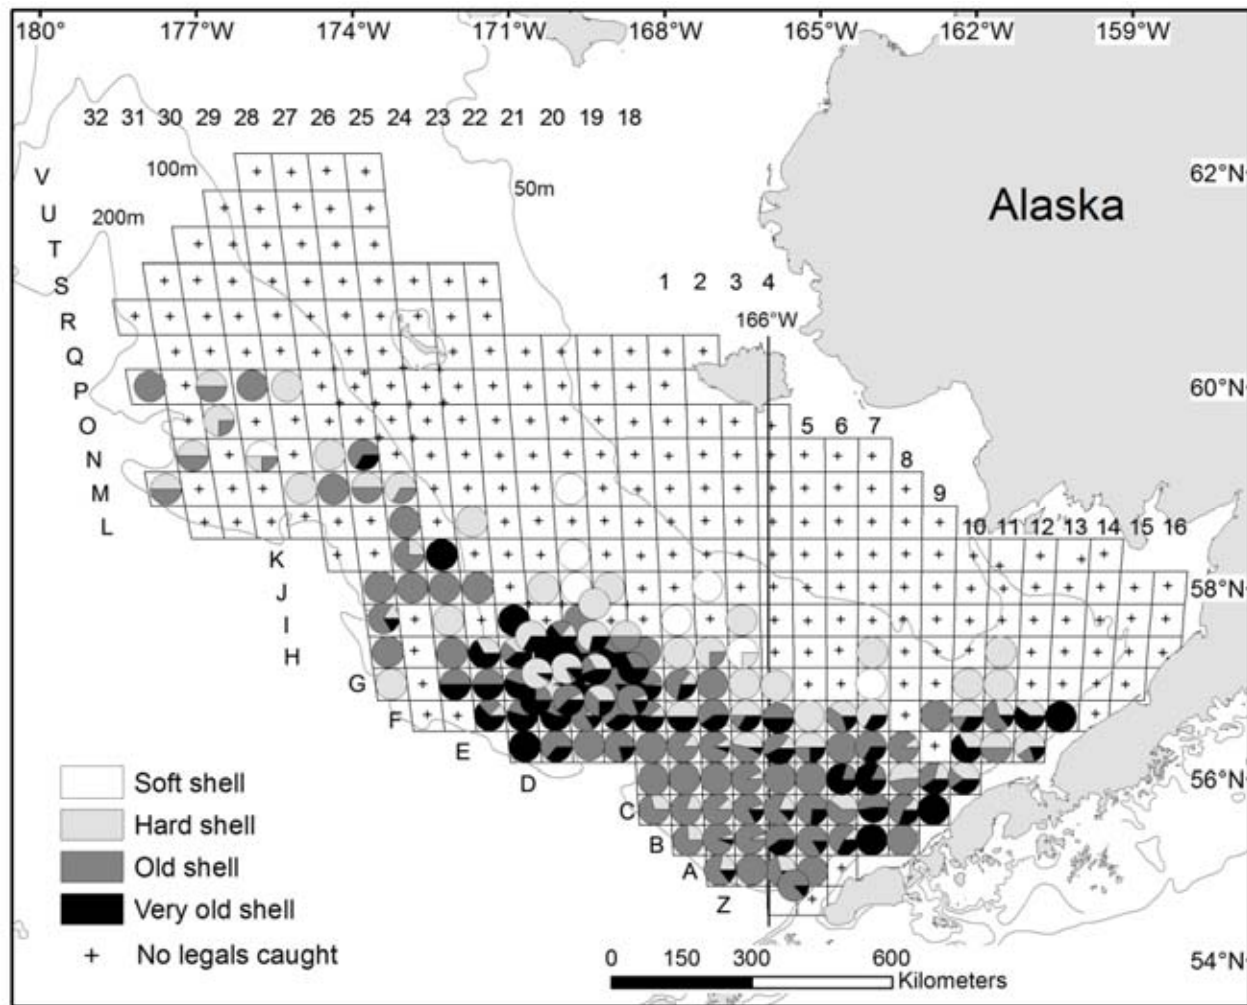 180° 177°W 174°W 171°W 168°W 165°W 162°W 159°W
32 31 30 29 28 27 26 25 24 23 22 21 20 19 18
100m
V
62°N
50m
Alaska
U
200m
T
S
1 2 3 4
R
166°W
Q
P
60°N
O
5 6 7
N
8
M
9
L
10 11 12 13 14 15 16
K
58°N
J
I
H
G
F
E
D
56°N
C
B
A
Z
Soft shell
Hard shell
Old shell
Very old shell
+ No legals caught
0 150 300 600
Kilometers
54°N